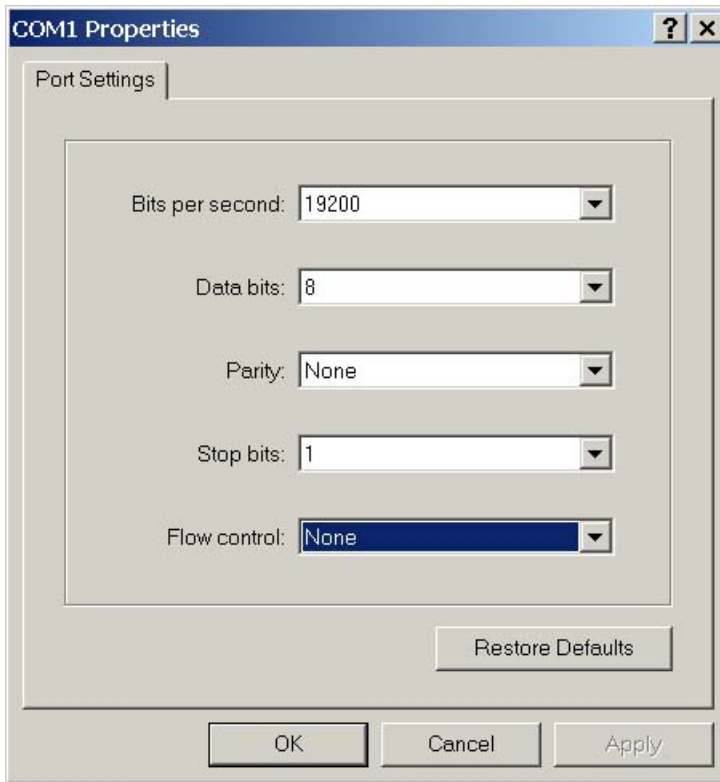 COM1 Properties
Port Settings
Bits per second: 19200
Data bits: 8
Parity: None
Stop bits: 1
Flow control: None
Restore Defaults
OK Cancel Apply